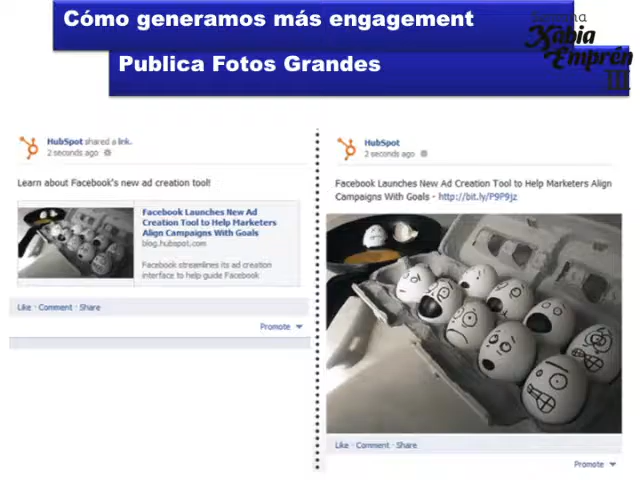 Cómo generamos más engagement
Publica Fotos Grandes
Xàbia
Emprén
III
HubSpot shared a link.
2 seconds ago
Learn about Facebook's new ad creation tool!
Facebook Launches New Ad
Creation Tool to Help Marketers
Align Campaigns With Goals
blog.hubspot.com
Facebook streamlines its ad creation
interface to help guide Facebook
Like · Comment · Share
Promote
HubSpot
2 seconds ago
Facebook Launches New Ad Creation Tool to Help Marketers Align
Campaigns With Goals - http://bit.ly/P9P9jz
Like · Comment · Share
Promote